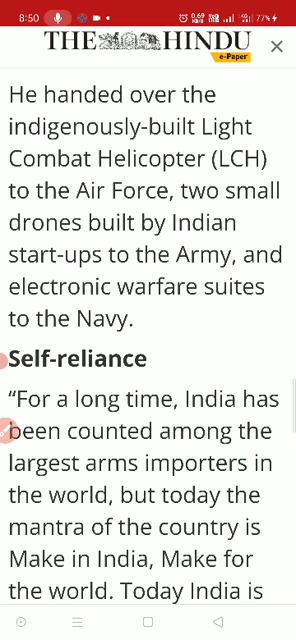 8:50
0.69 KB/S
77%
THE HINDU
e-Paper
He handed over the
indigenously-built Light
Combat Helicopter (LCH)
to the Air Force, two small
drones built by Indian
start-ups to the Army, and
electronic warfare suites
to the Navy.
Self-reliance
“For a long time, India has
been counted among the
largest arms importers in
the world, but today the
mantra of the country is
Make in India, Make for
the world. Today India is